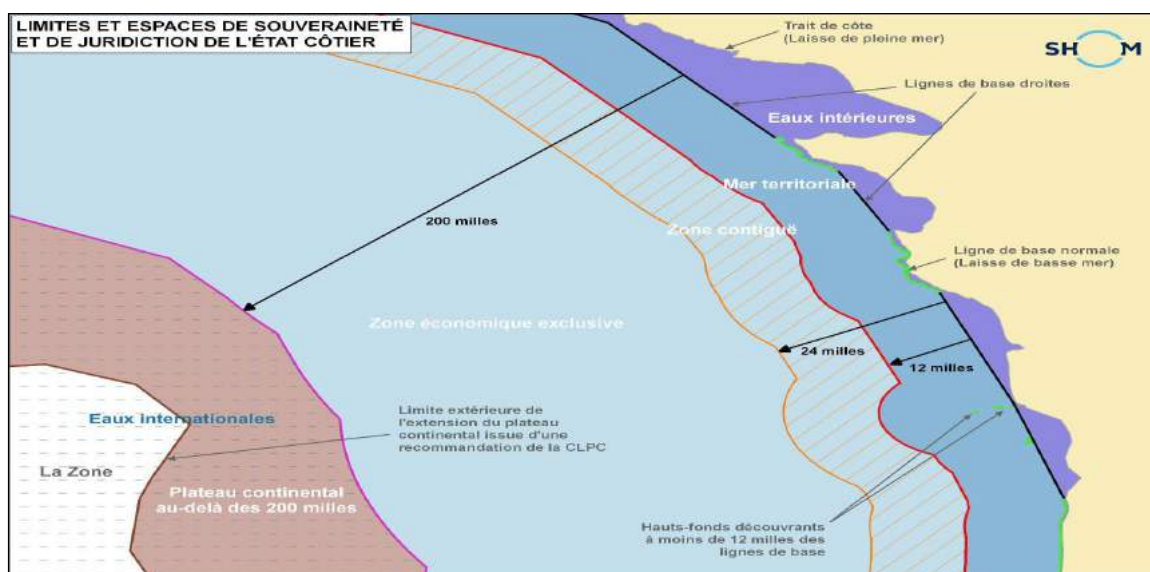 LIMITES ET ESPACES DE SOUVERAINETÉ
ET DE JURIDICTION DE L'ÉTAT CÔTIER
Trait de côte
(Laisse de pleine mer)
SHOM
Lignes de base droites
Eaux intérieures
Mer territoriale
200 milles
Zone contiguë
Ligne de base normale
(Laisse de basse mer)
Zone économique exclusive
24 milles
12 milles
Eaux internationales
Limite extérieure de
l'extension du plateau
continental issue d'une
recommandation de la CLPC
La Zone
Plateau continental
au-delà des 200 milles
Hauts-fonds découvrants
à moins de 12 milles des
lignes de base